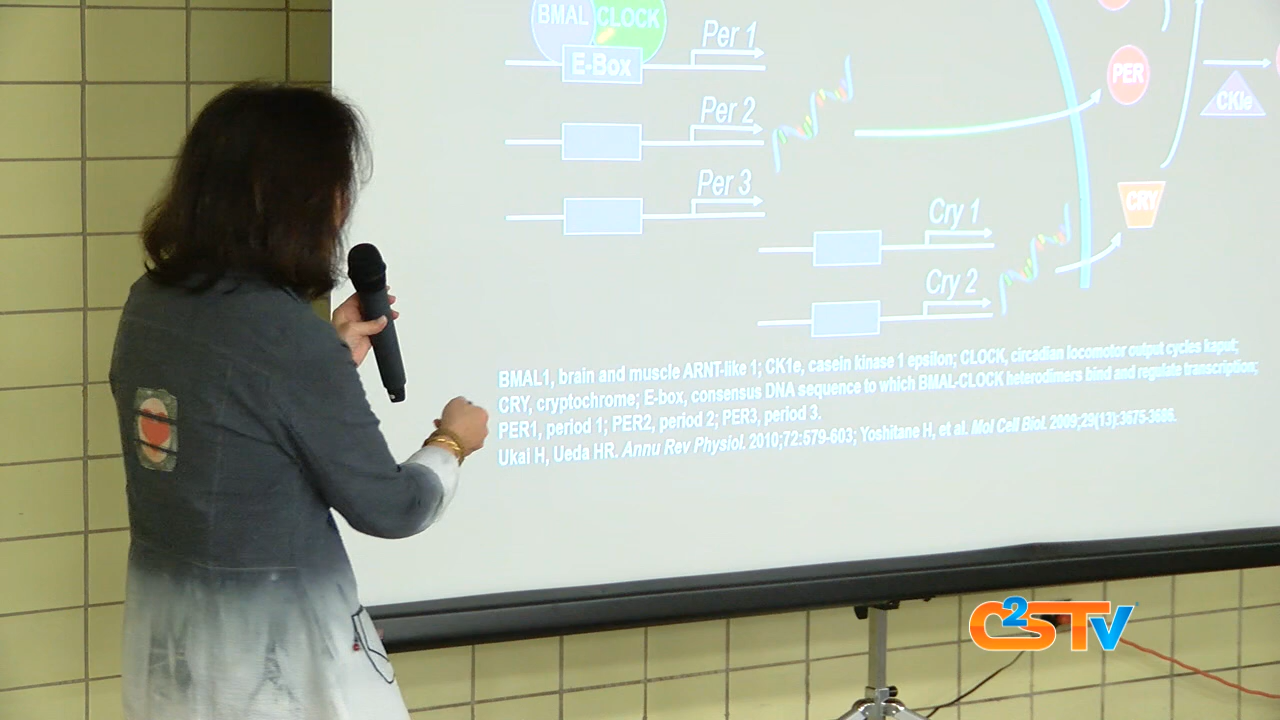 BMAL CLOCK
Per 1
E-Box
PER
CKIe
Per 2
Per 3
CRY
Cry 1
Cry 2
BMAL1, brain and muscle ARNT-like 1; CK1e, casein kinase 1 epsilon; CLOCK, circadian locomotor output cycles kaput;
CRY, cryptochrome; E-box, consensus DNA sequence to which BMAL-CLOCK heterodimers bind and regulate transcription;
PER1, period 1; PER2, period 2; PER3, period 3.
Ukai H, Ueda HR. Annu Rev Physiol. 2010;72:579-603; Yoshitane H, et al. Mol Cell Biol. 2009;29(13):3675-3686.
C2STV